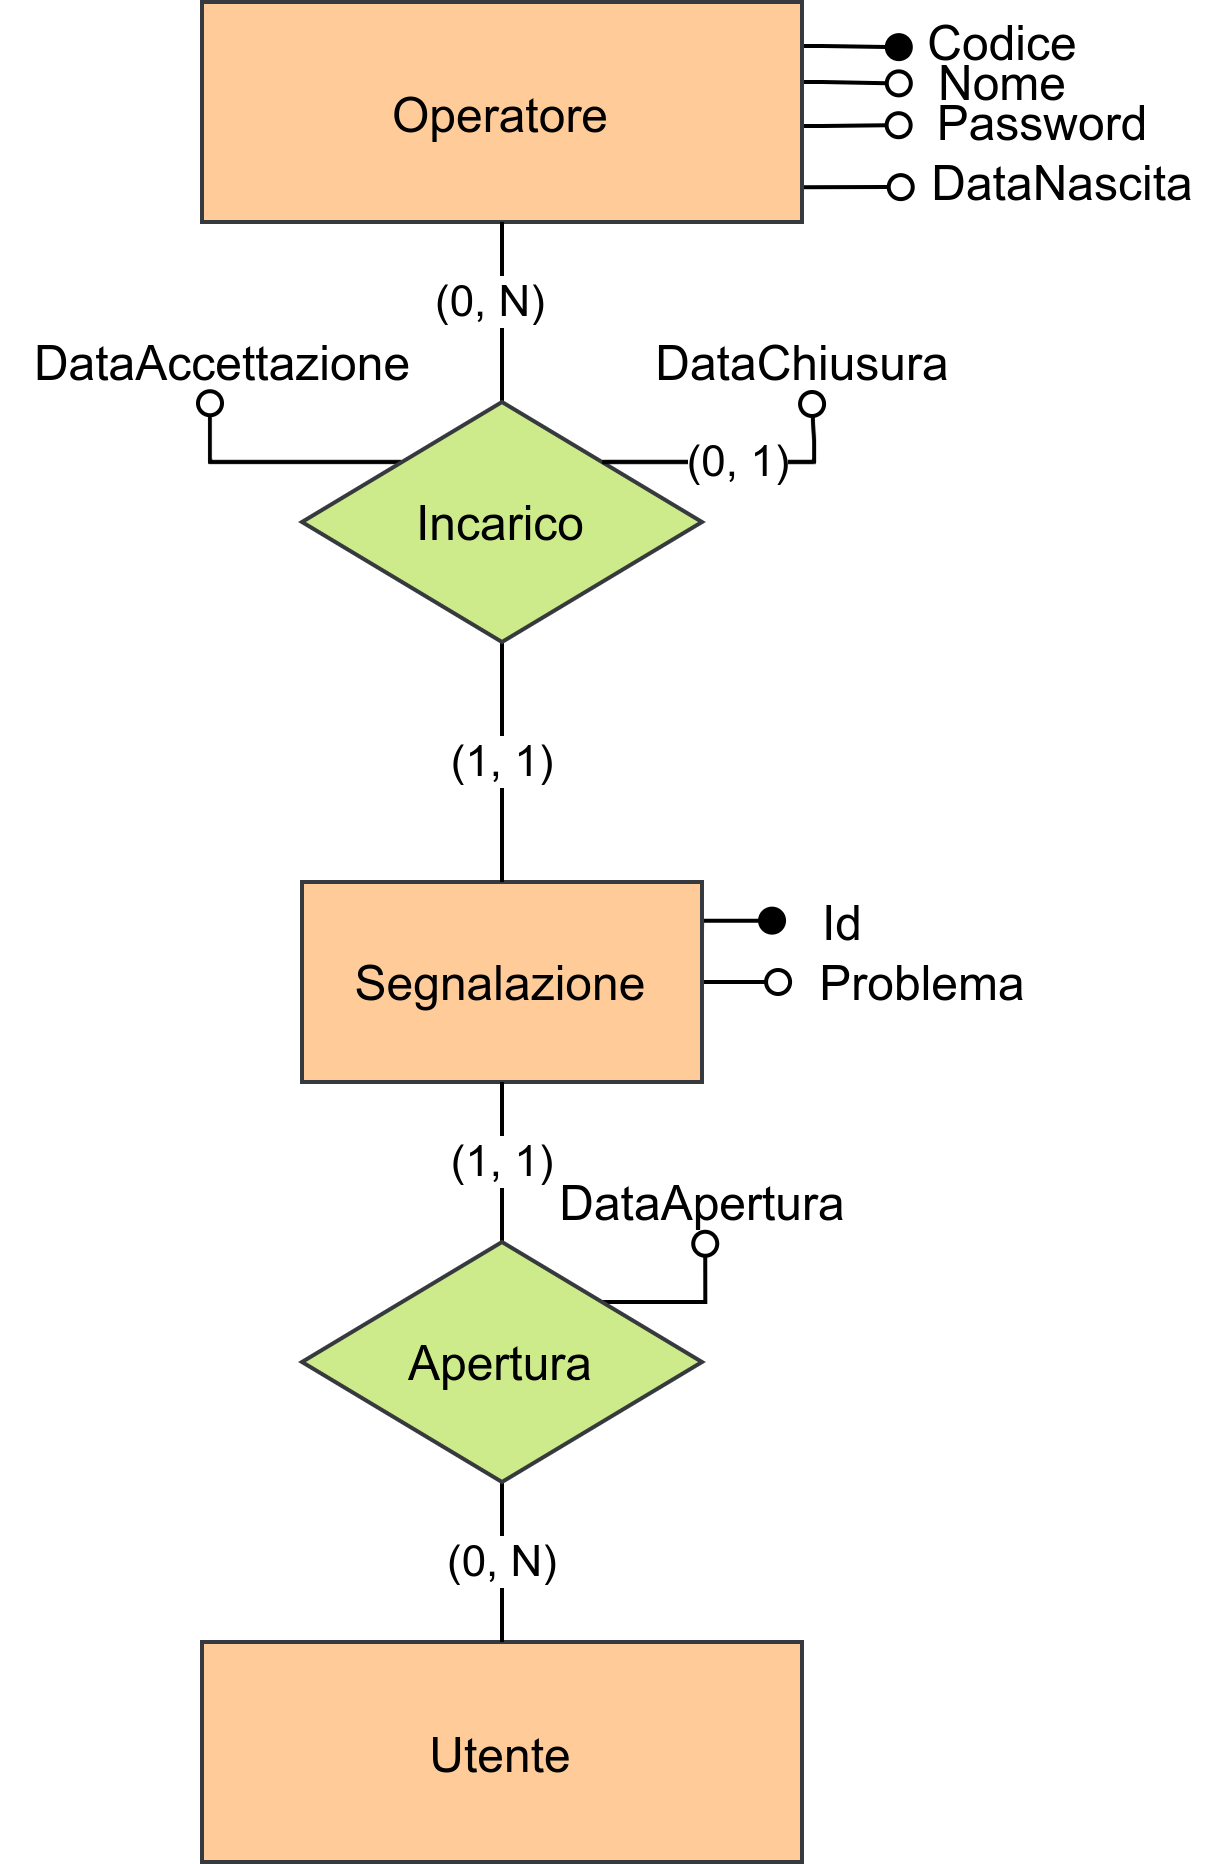 Operatore
Codice
Nome
Password
DataNascita
(0, N)
DataAccettazione
DataChiusura
(0, 1)
Incarico
(1, 1)
Segnalazione
Id
Problema
(1, 1)
DataApertura
Apertura
(0, N)
Utente